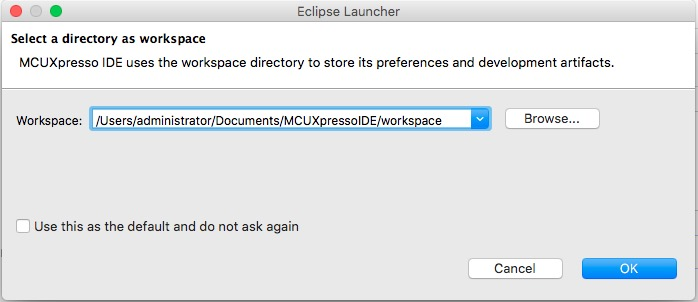 Eclipse Launcher
Select a directory as workspace
MCUXpresso IDE uses the workspace directory to store its preferences and development artifacts.
Workspace: /Users/administrator/Documents/MCUXpressoIDE/workspace Browse...
Use this as the default and do not ask again
Cancel OK